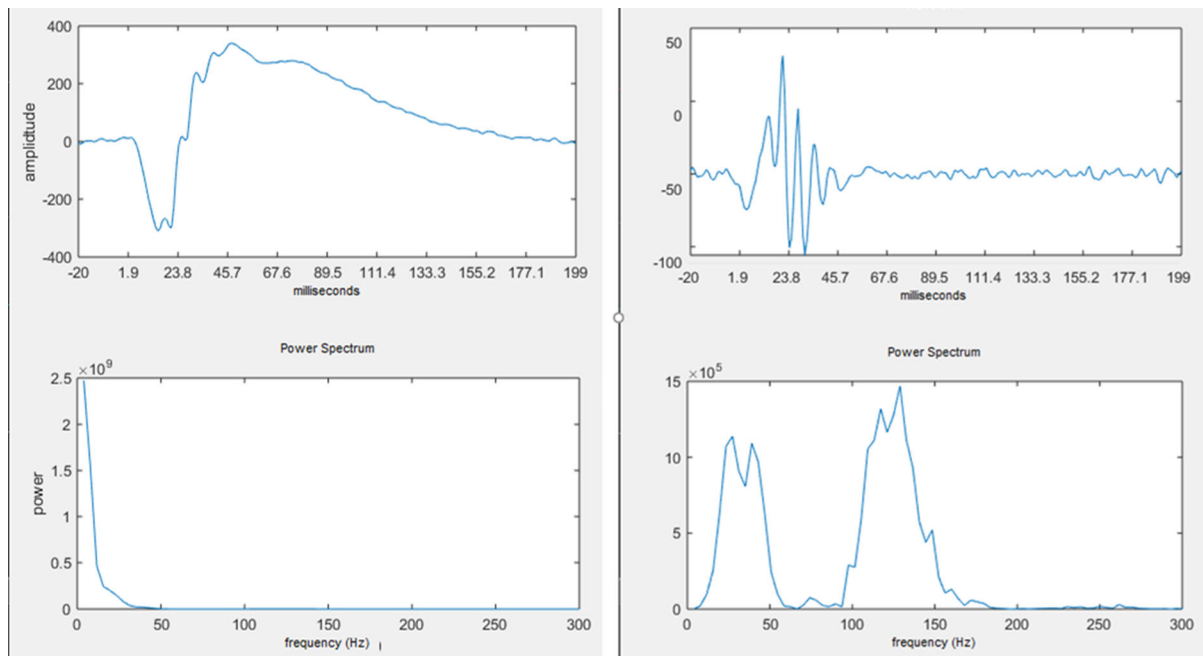 400
200
0
-200
-400
amplidtude
-20 1.9 23.8 45.7 67.6 89.5 111.4 133.3 155.2 177.1 199
milliseconds
50
0
-50
-100
-20 1.9 23.8 45.7 67.6 89.5 111.4 133.3 155.2 177.1 199
milliseconds
Power Spectrum
×10⁹
2.5
2
1.5
1
0.5
0
power
0 50 100 150 200 250 300
frequency (Hz)
Power Spectrum
×10⁵
15
10
5
0
0 50 100 150 200 250 300
frequency (Hz)